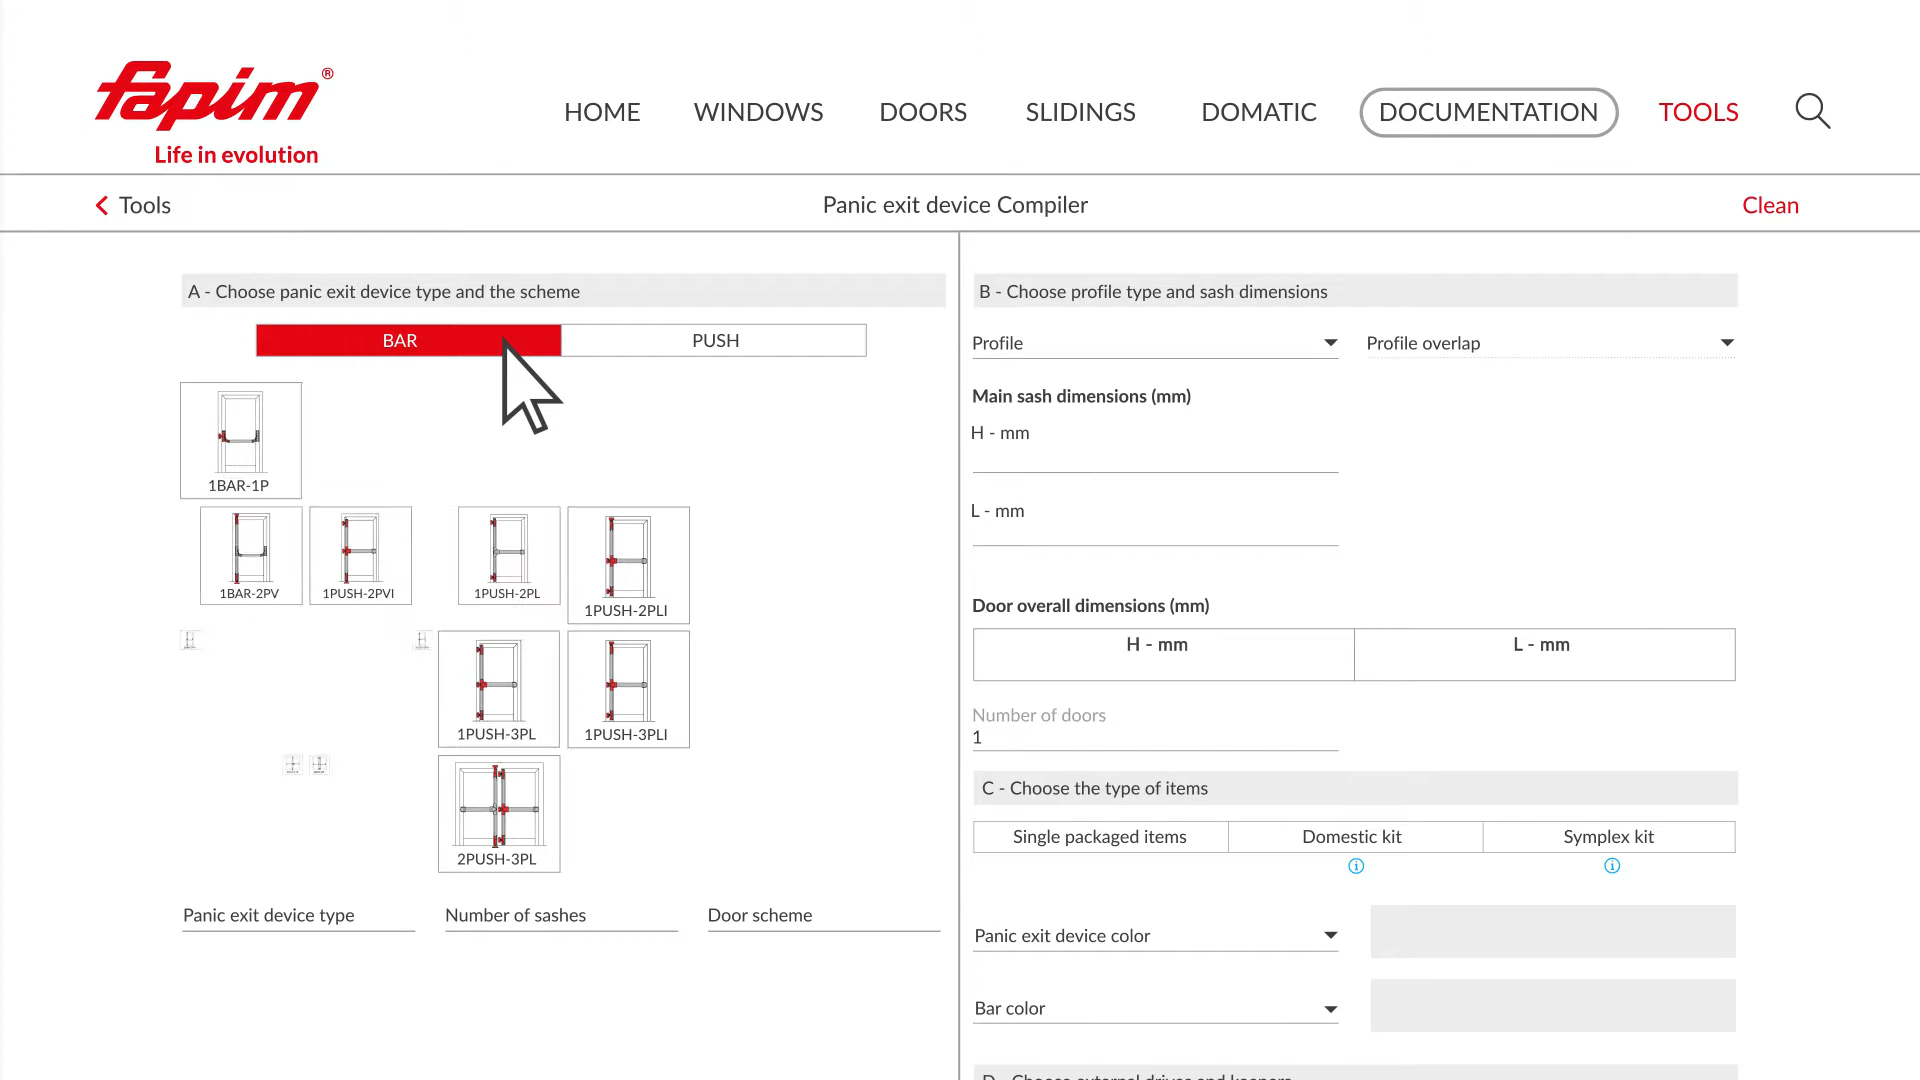 fapim®
Life in evolution
HOME WINDOWS DOORS SLIDINGS DOMATIC DOCUMENTATION TOOLS
Tools
Panic exit device Compiler
Clean
A - Choose panic exit device type and the scheme
BAR PUSH
1BAR-1P
1BAR-2PV 1PUSH-2PVI 1PUSH-2PL 1PUSH-2PLI
1PUSH-3PL 1PUSH-3PLI
2PUSH-3PL
Panic exit device type Number of sashes Door scheme
B - Choose profile type and sash dimensions
Profile Profile overlap
Main sash dimensions (mm)
H - mm
L - mm
Door overall dimensions (mm)
H - mm L - mm
Number of doors
1
C - Choose the type of items
Single packaged items Domestic kit Symplex kit
Panic exit device color
Bar color
D - Choose external drives and keepers